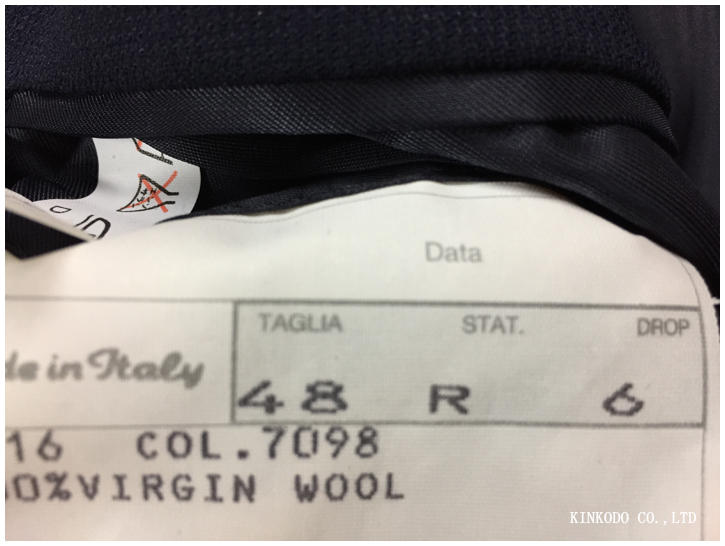 Data
TAGLIA STAT. DROP
de in Italy
48 R 6
16 COL.7098
0%VIRGIN WOOL
KINKODO CO.,LTD